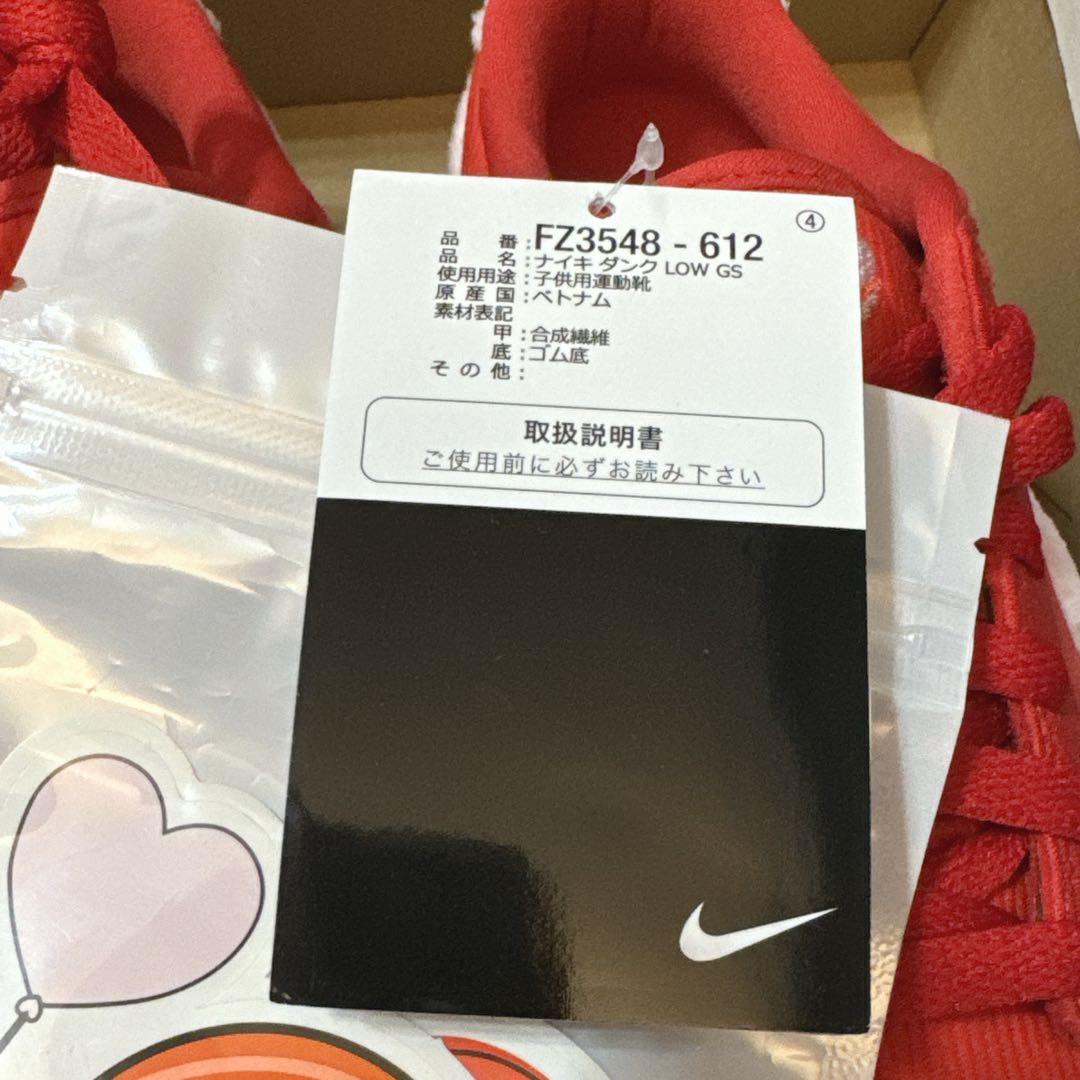 ④
品 番:FZ3548 - 612
品 名:ナイキ ダンク LOW GS
使用用途:子供用運動靴
原 産 国:ベトナム
素材表記
甲:合成繊維
底:ゴム底
そ の 他:
取扱説明書
ご使用前に必ずお読み下さい